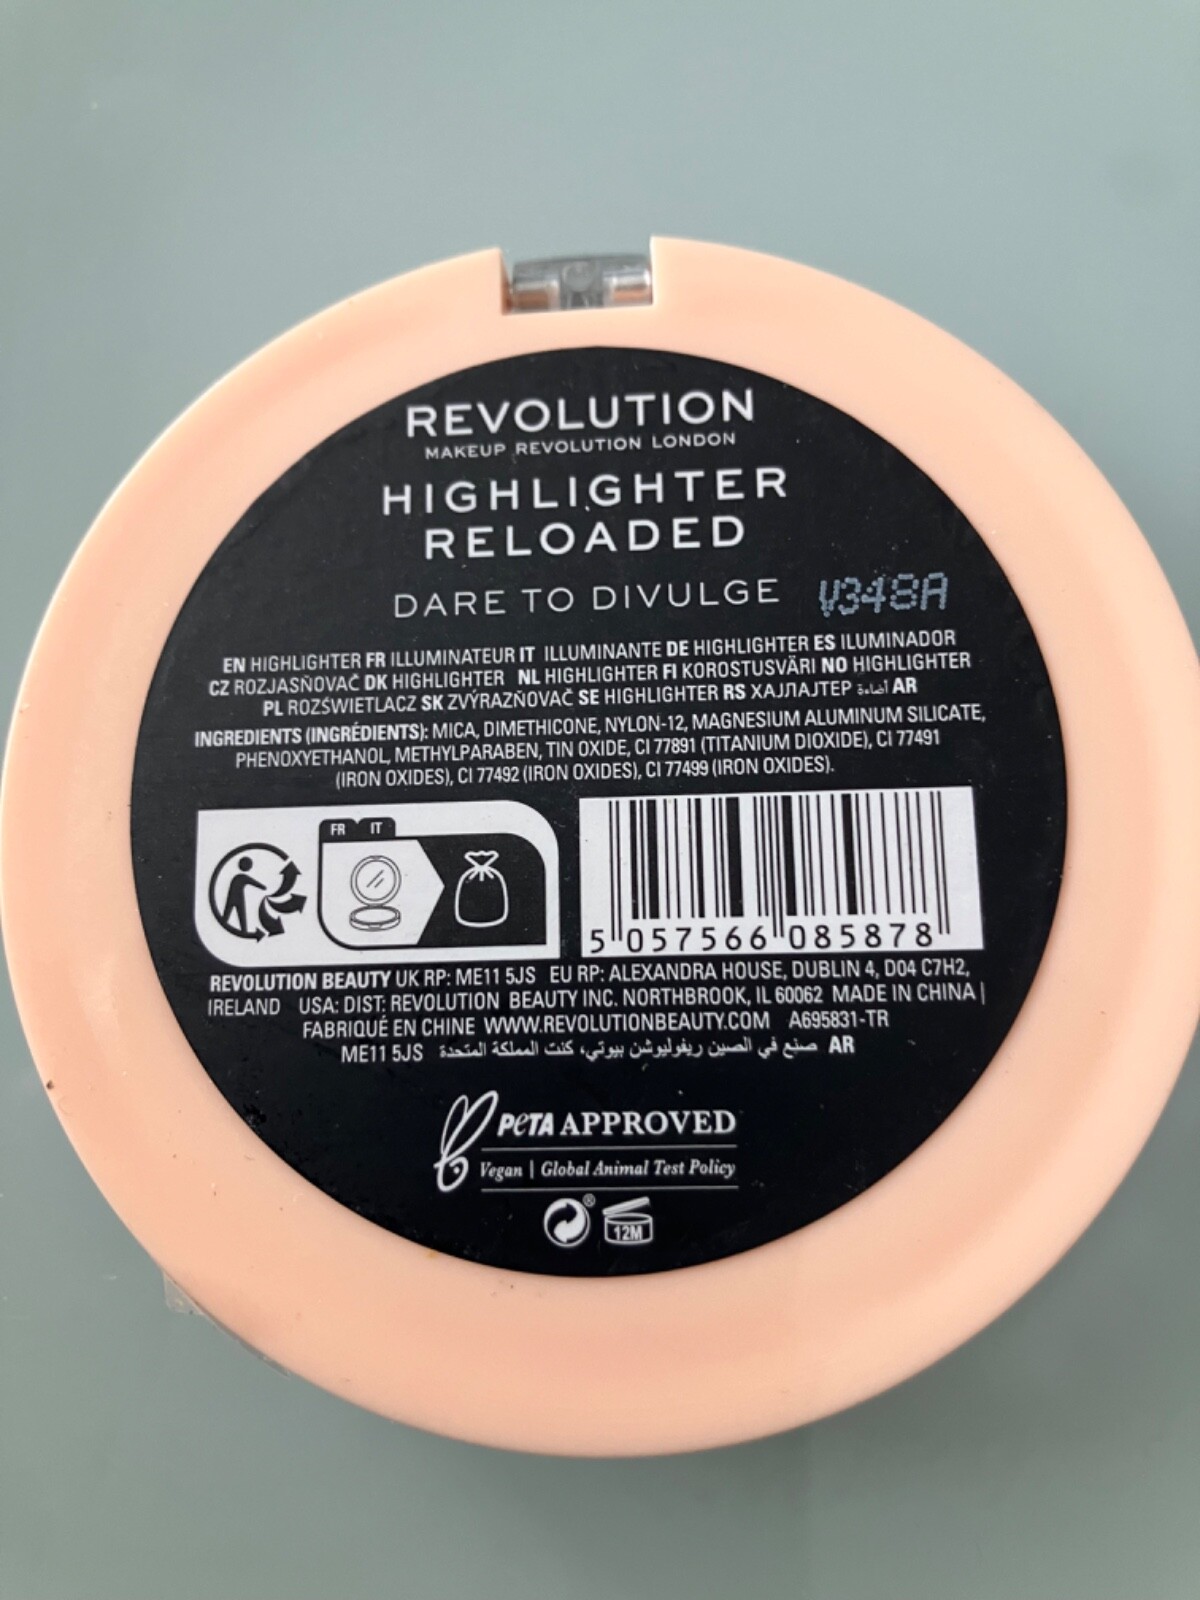 REVOLUTION
MAKEUP REVOLUTION LONDON
HIGHLIGHTER
RELOADED
DARE TO DIVULGE V348A
EN HIGHLIGHTER FR ILLUMINATEUR IT ILLUMINANTE DE HIGHLIGHTER ES ILUMINADOR
CZ ROZJASŇOVAČ DK HIGHLIGHTER NL HIGHLIGHTER FI KOROSTUSVÄRI NO HIGHLIGHTER
PL ROZŚWIETLACZ SK ZVÝRAZŇOVAČ SE HIGHLIGHTER RS ХАЈЛАЈТЕР أضاءة AR
INGREDIENTS (INGRÉDIENTS): MICA, DIMETHICONE, NYLON-12, MAGNESIUM ALUMINUM SILICATE,
PHENOXYETHANOL, METHYLPARABEN, TIN OXIDE, CI 77891 (TITANIUM DIOXIDE), CI 77491
(IRON OXIDES), CI 77492 (IRON OXIDES), CI 77499 (IRON OXIDES).
FR IT
5 057566 085878
REVOLUTION BEAUTY UK RP: ME11 5JS EU RP: ALEXANDRA HOUSE, DUBLIN 4, D04 C7H2,
IRELAND USA: DIST: REVOLUTION BEAUTY INC. NORTHBROOK, IL 60062 MADE IN CHINA |
FABRIQUÉ EN CHINE WWW.REVOLUTIONBEAUTY.COM A695831-TR
AR صنع في الصين ريفوليوشن بيوتي، كنت المملكة المتحدة ME11 5JS
PETA APPROVED
Vegan | Global Animal Test Policy
® 12M